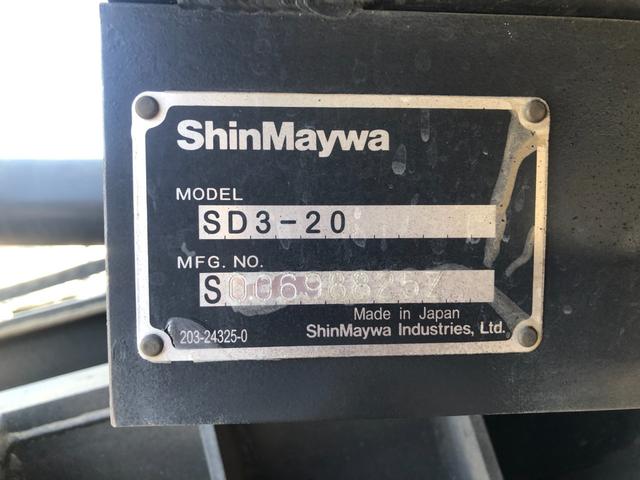 ShinMaywa
MODEL
SD3-20
MFG. NO.
Made in Japan
203-24325-0
ShinMaywa Industries, Ltd.